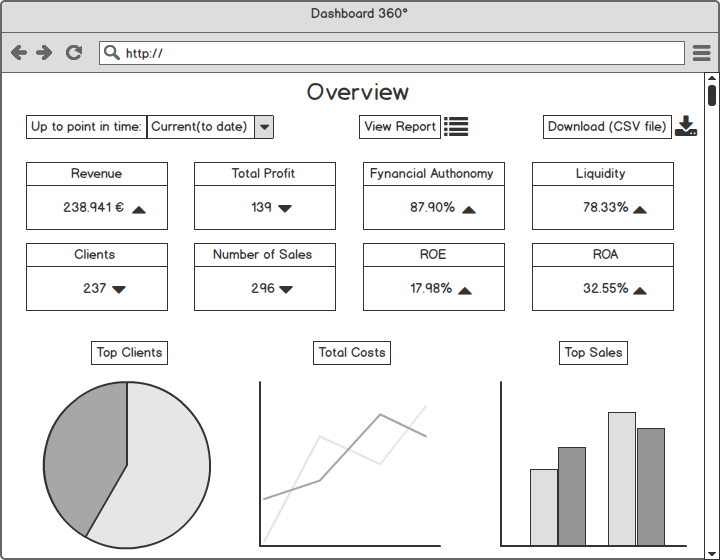 Dashboard 360°
http://
Overview
Up to point in time: Current(to date)
View Report
Download (CSV file)
Revenue
238.941 €
Total Profit
139
Fynancial Authonomy
87.90%
Liquidity
78.33%
Clients
237
Number of Sales
296
ROE
17.98%
ROA
32.55%
Top Clients
Total Costs
Top Sales